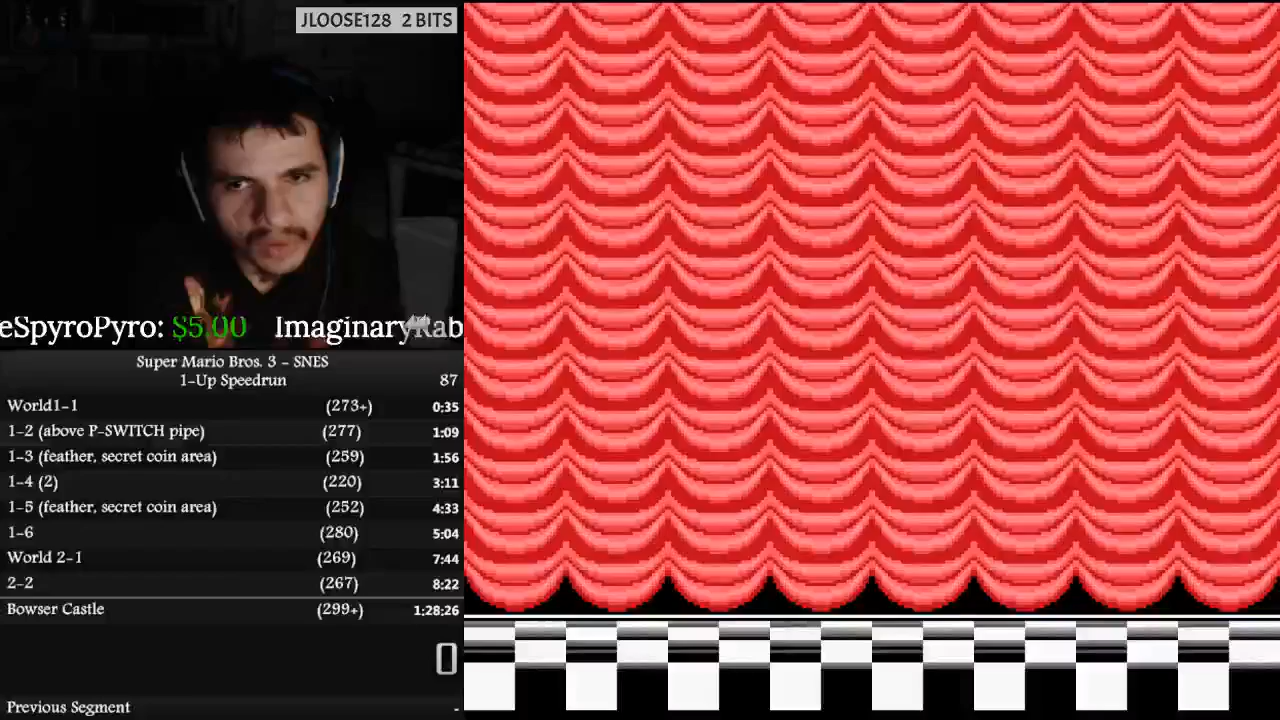 JLOOSE128 2 BITS
eSpyroPyro: $5.00 ImaginaryRab
Super Mario Bros. 3 - SNES
1-Up Speedrun 87
World1-1 (273+) 0:35
1-2 (above P-SWITCH pipe) (277) 1:09
1-3 (feather, secret coin area) (259) 1:56
1-4 (2) (220) 3:11
1-5 (feather, secret coin area) (252) 4:33
1-6 (280) 5:04
World 2-1 (269) 7:44
2-2 (267) 8:22
Bowser Castle (299+) 1:28:26
0
Previous Segment -